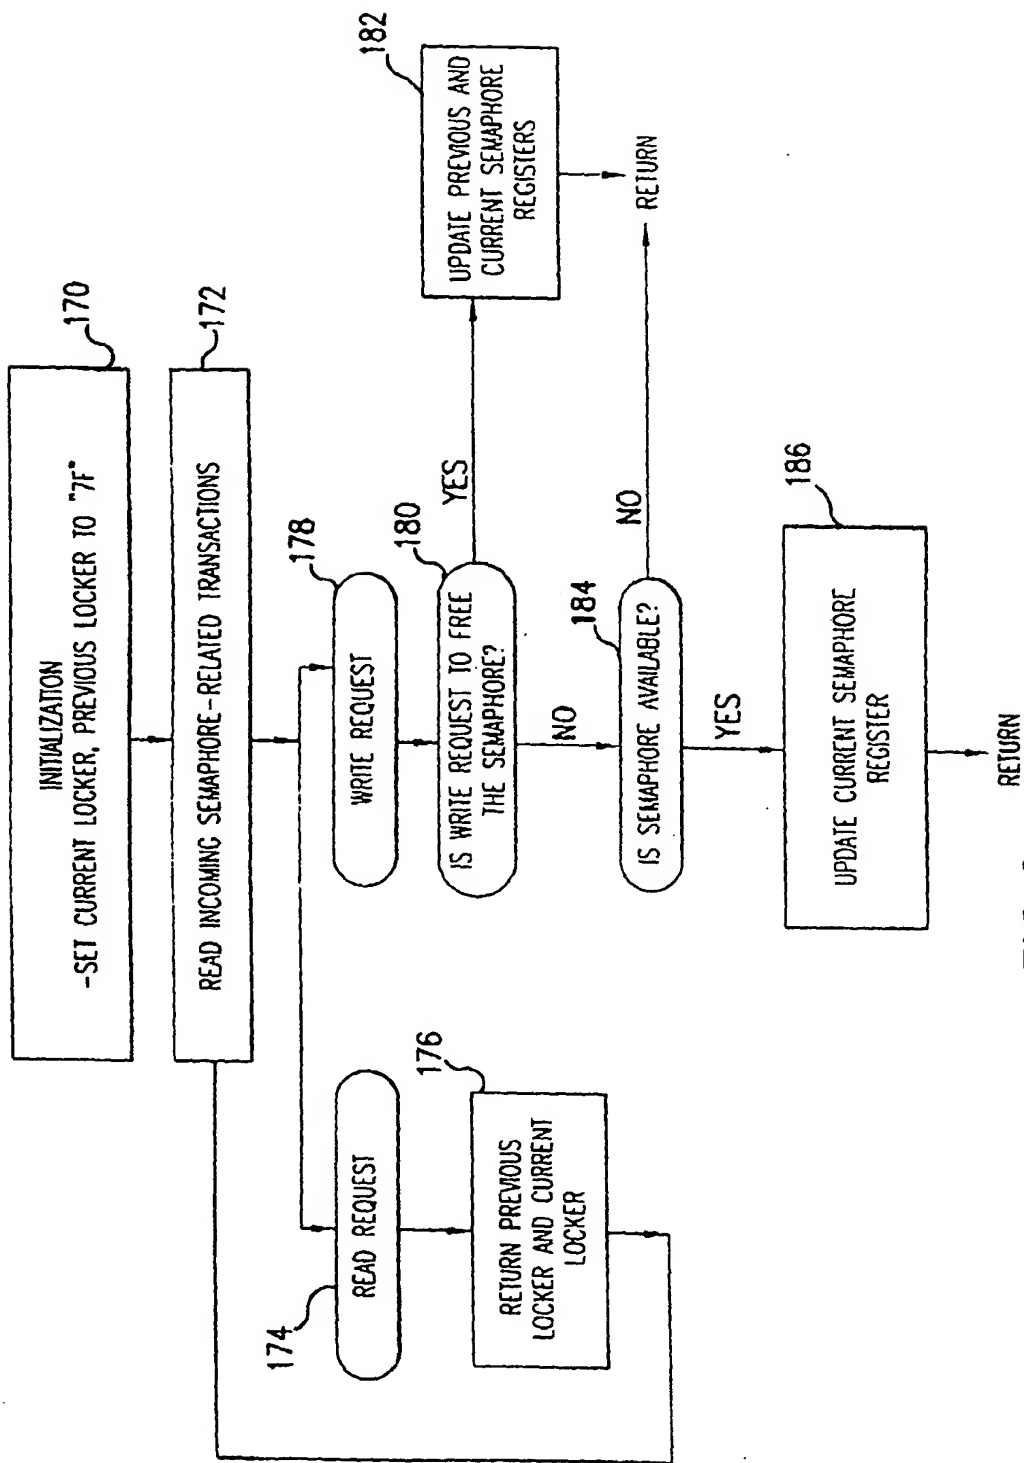 170
INITIALIZATION
-SET CURRENT LOCKER, PREVIOUS LOCKER TO "7F"
172
READ INCOMING SEMAPHORE-RELATED TRANSACTIONS
174
READ REQUEST
176
RETURN PREVIOUS
LOCKER AND CURRENT
LOCKER
178
WRITE REQUEST
180
IS WRITE REQUEST TO FREE
THE SEMAPHORE?
YES
182
UPDATE PREVIOUS AND
CURRENT SEMAPHORE
REGISTERS
RETURN
NO
184
IS SEMAPHORE AVAILABLE?
NO
YES
186
UPDATE CURRENT SEMAPHORE
REGISTER
RETURN